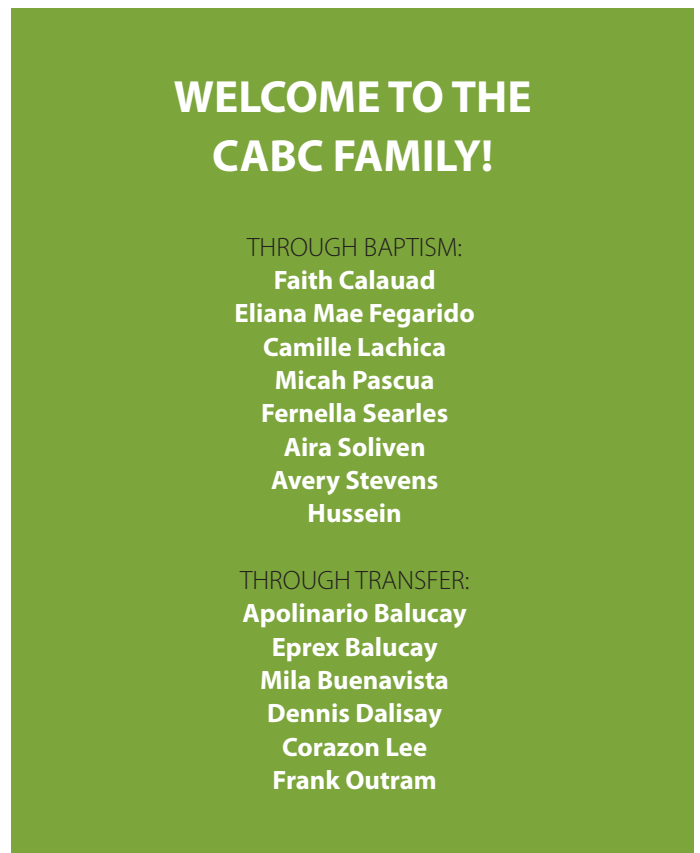 WELCOME TO THE
CABC FAMILY!
THROUGH BAPTISM:
Faith Calauad
Eliana Mae Fegarido
Camille Lachica
Micah Pascua
Fernella Searles
Aira Soliven
Avery Stevens
Hussein
THROUGH TRANSFER:
Apolinario Balucay
Eprex Balucay
Mila Buenavista
Dennis Dalisay
Corazon Lee
Frank Outram